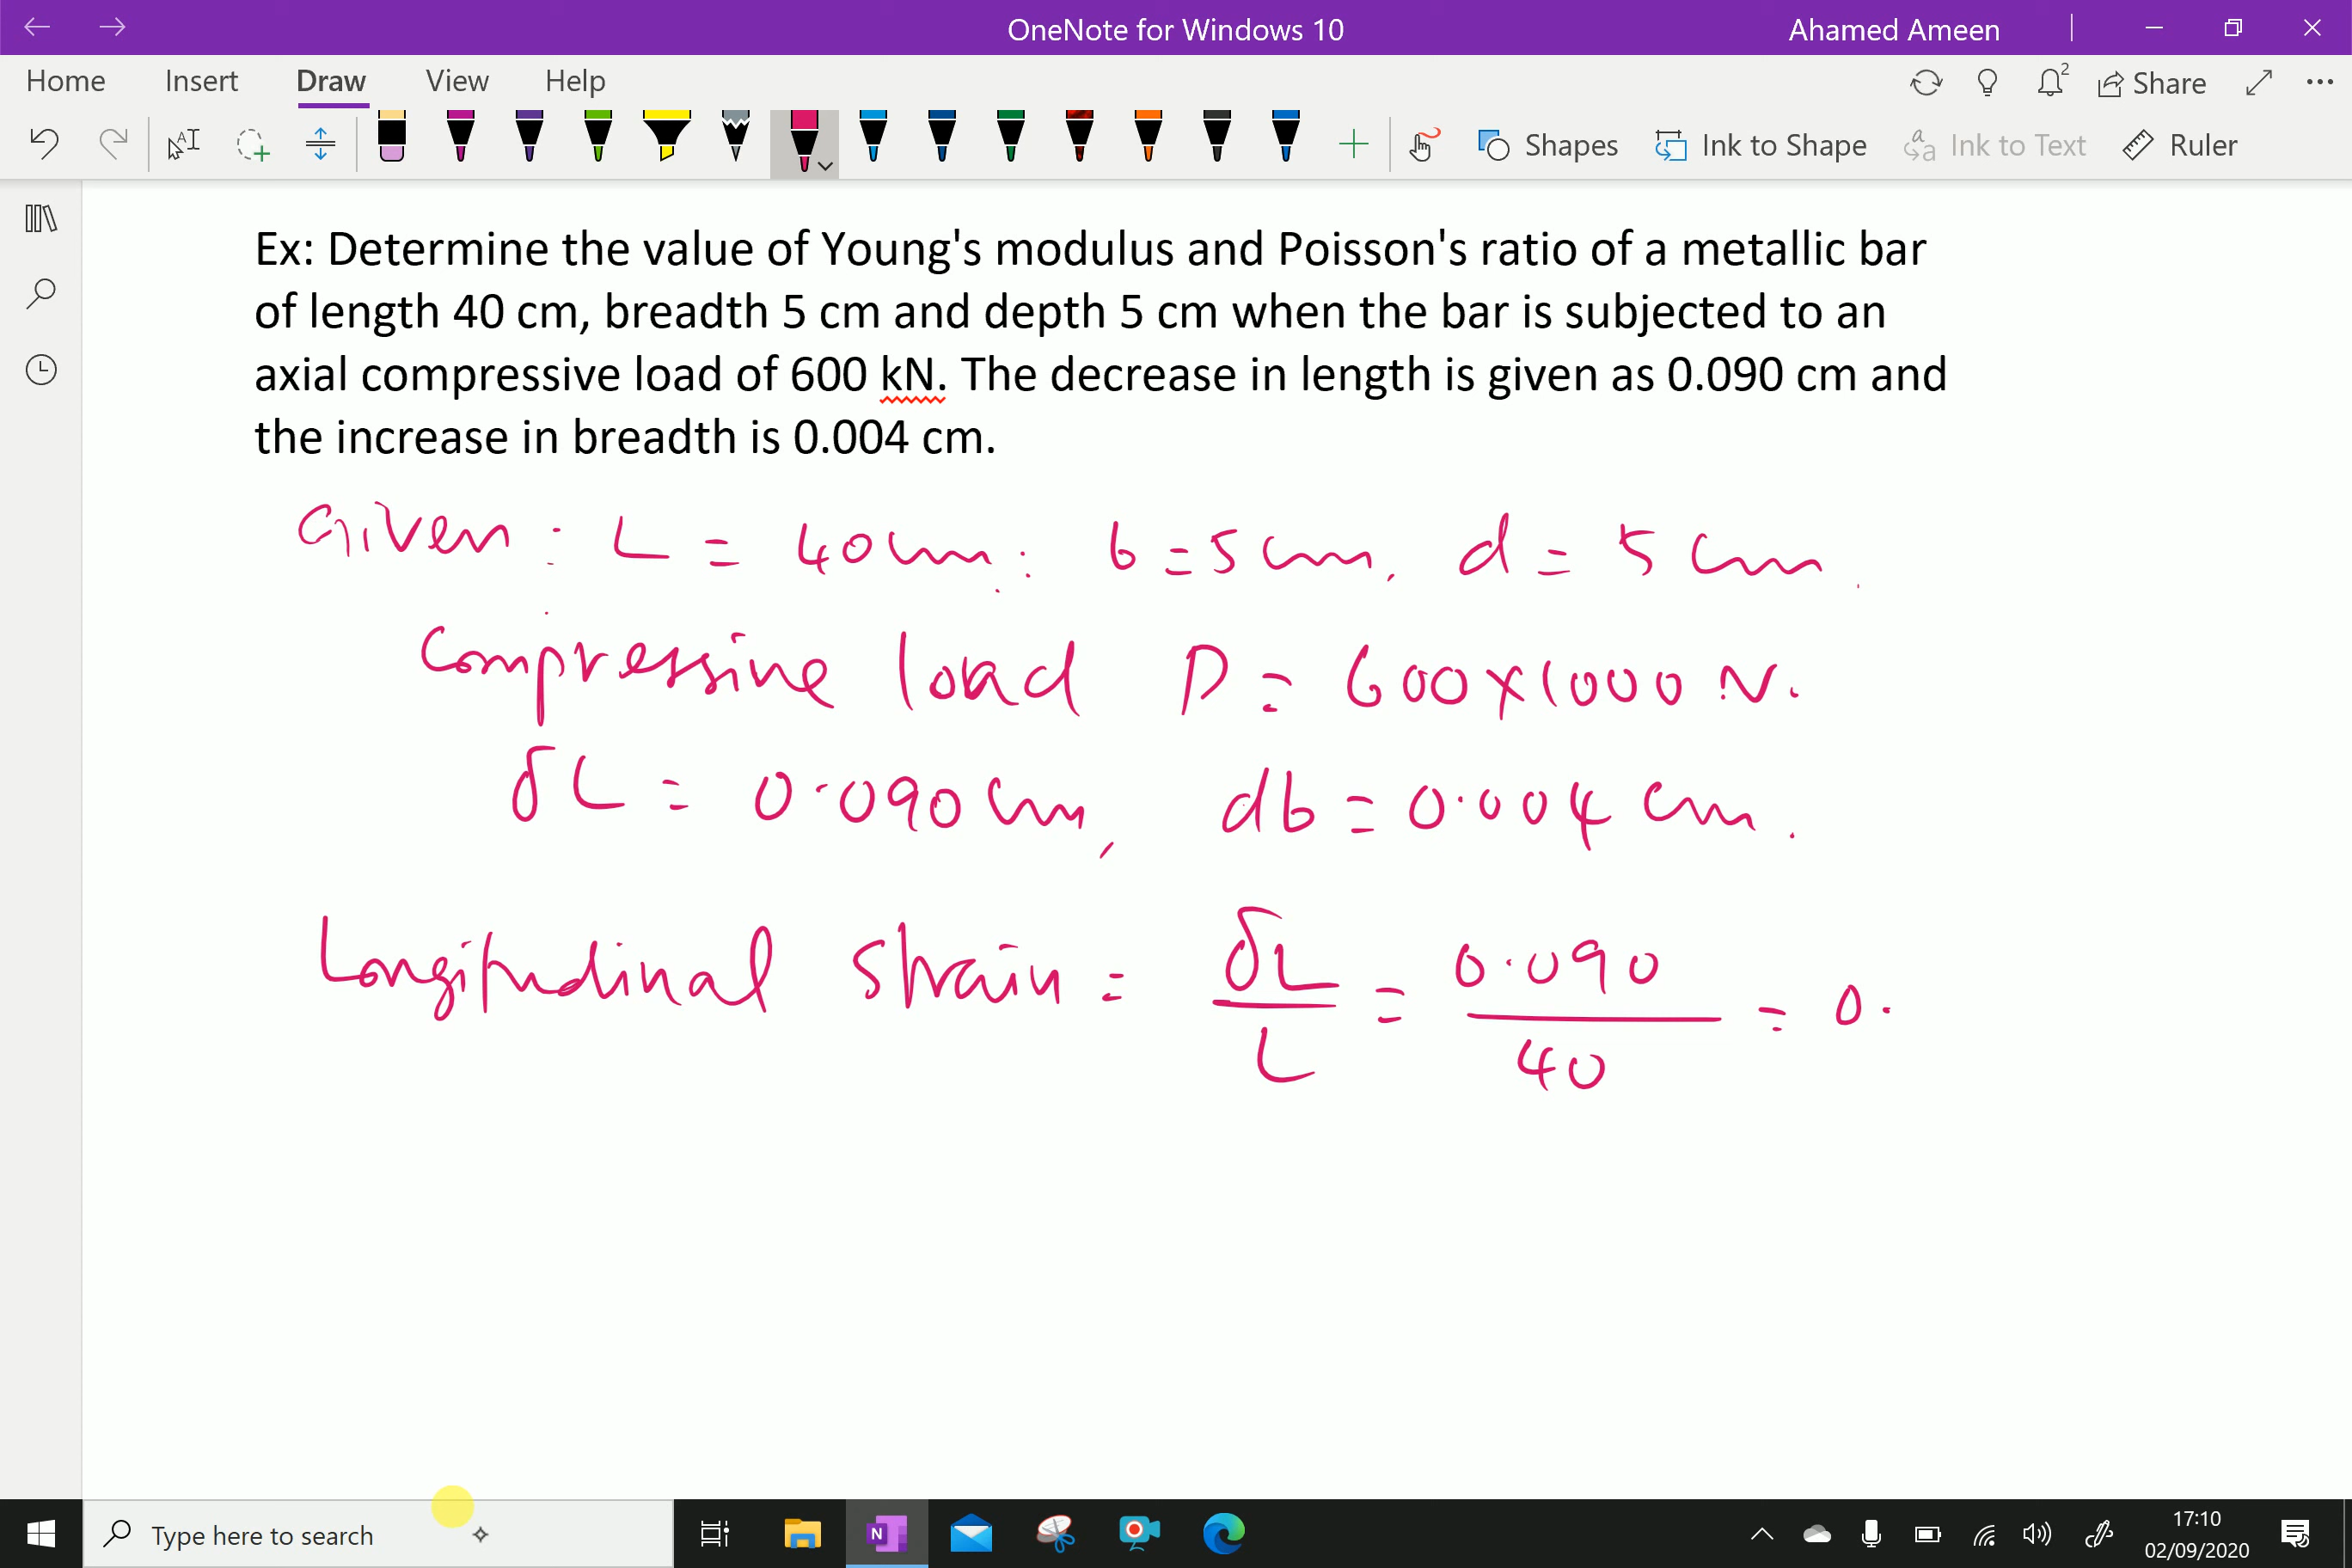 OneNote for Windows 10
Ahamed Ameen
Home Insert Draw View Help
2 Share
Shapes Ink to Shape Ink to Text Ruler
Ex: Determine the value of Young's modulus and Poisson's ratio of a metallic bar
of length 40 cm, breadth 5 cm and depth 5 cm when the bar is subjected to an
axial compressive load of 600 kN. The decrease in length is given as 0.090 cm and
the increase in breadth is 0.004 cm.
Given : L = 40cm : b = 5cm, d = 5 cm.
Compressive load P = 600×1000 N.
δL = 0.090cm, db = 0.004 cm.
Longitudinal strain = δL/L = 0.090/40 = 0.
Type here to search
17:10
02/09/2020